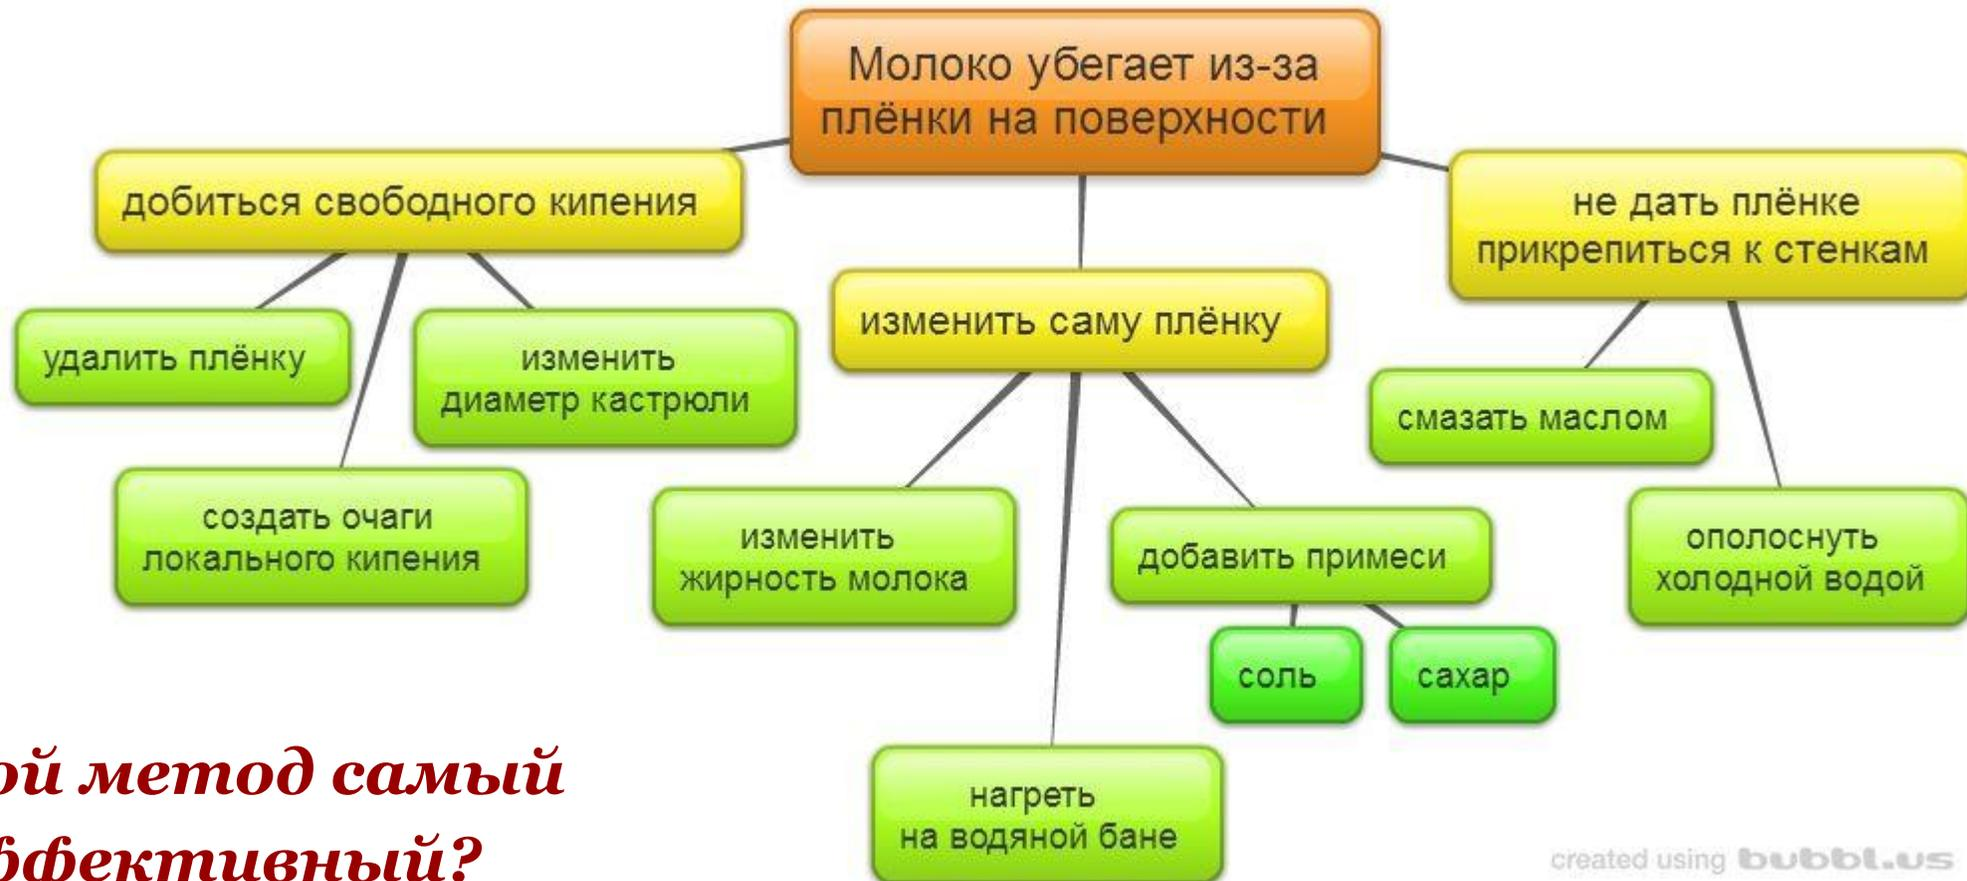 Молоко убегает из-за
плёнки на поверхности
добиться свободного кипения
удалить плёнку
изменить
диаметр кастрюли
создать очаги
локального кипения
изменить саму плёнку
изменить
жирность молока
добавить примеси
соль
сахар
нагреть
на водяной бане
не дать плёнке
прикрепиться к стенкам
смазать маслом
ополоснуть
холодной водой
метод самый
created using bubbl.us